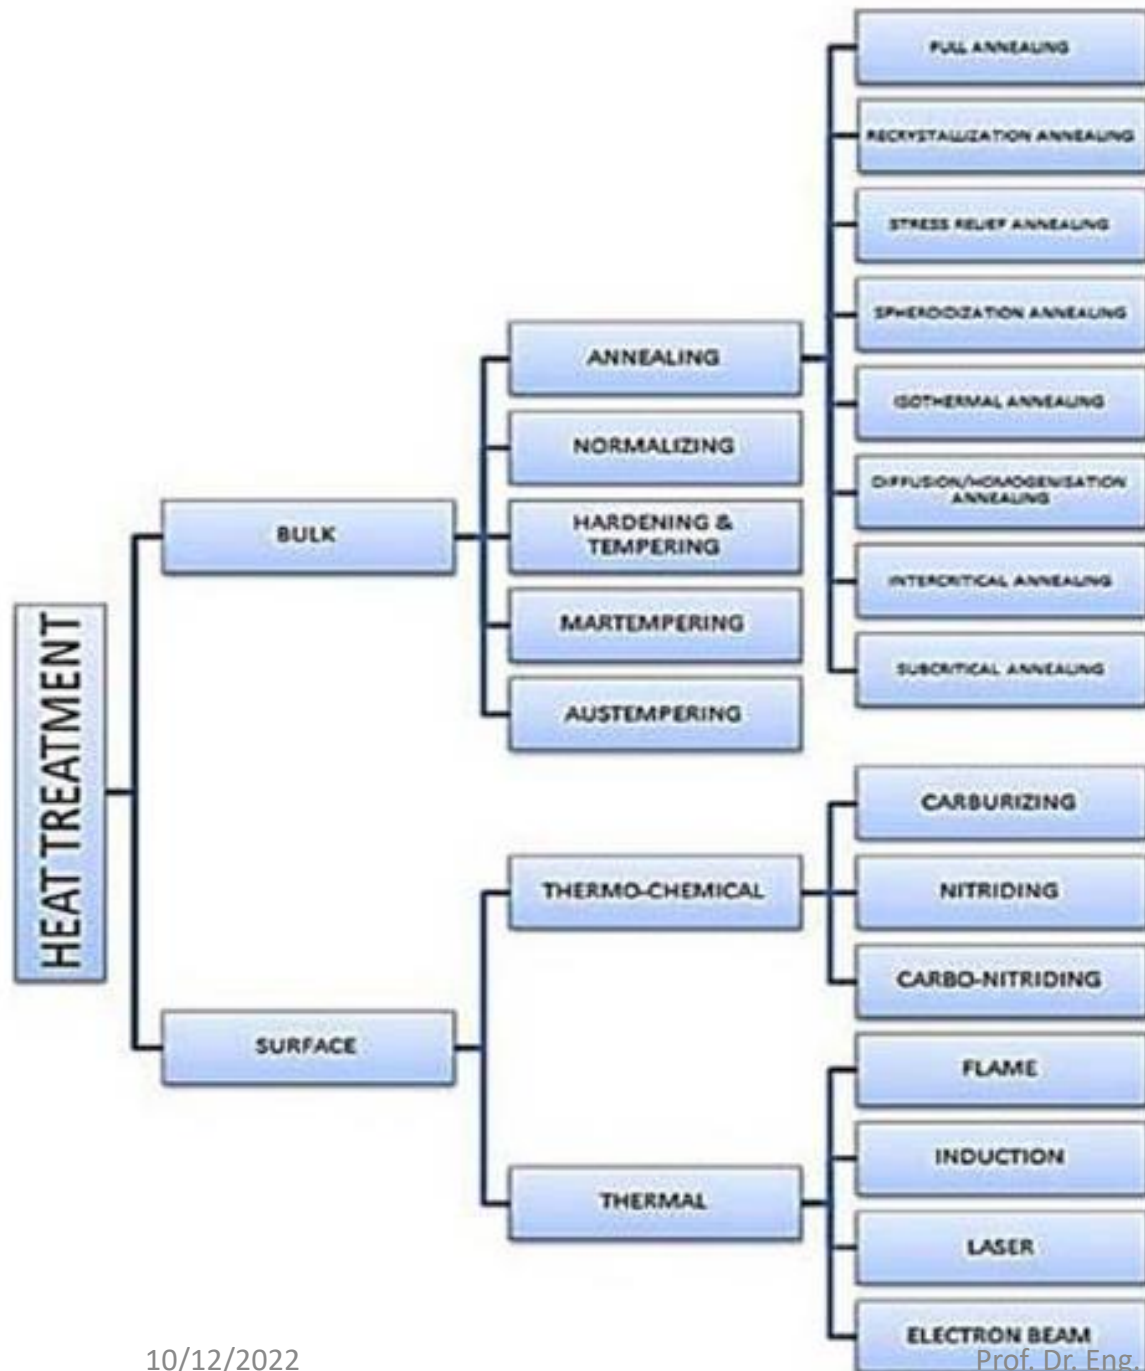 HEAT TREATMENT
BULK
ANNEALING
FULL ANNEALING
RECRYSTALLIZATION ANNEALING
STRESS RELIEF ANNEALING
SPHERDIDIZATION ANNEALING
ISOTHERMAL ANNEALING
DIFFUSION/HOMOGENISATION
ANNEALING
INTERCRITICAL ANNEALING
SUBCRITICAL ANNEALING
NORMALIZING
HARDENING &
TEMPERING
MARTEMPERING
AUSTEMPERING
SURFACE
THERMO-CHEMICAL
CARBURIZING
NITRIDING
CARBO-NITRIDING
THERMAL
FLAME
INDUCTION
LASER
ELECTRON BEAM
10/12/2022
Prof. Dr. Eng.